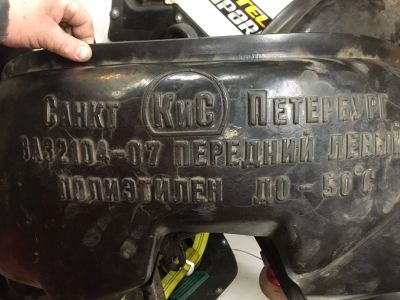 САНКТ КИС ПЕТЕРБУРГ
ВАЗ2104-07 ПЕРЕДНИЙ ЛЕВЫЙ
ПОЛИЭТИЛЕН ДО -50°С